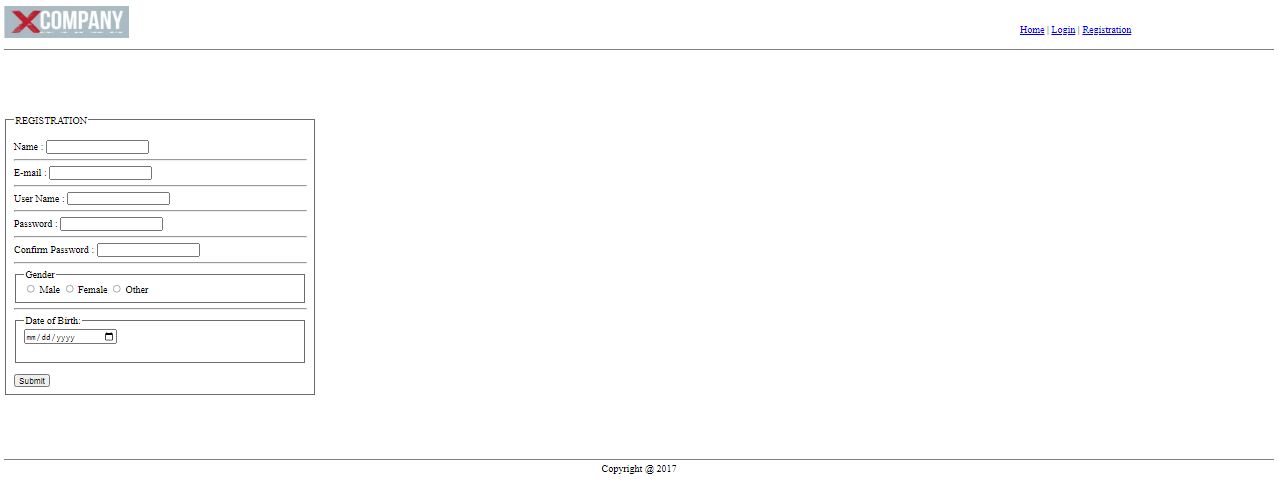 XCOMPANY
Home | Login | Registration
REGISTRATION
Name :
E-mail :
User Name :
Password :
Confirm Password :
Gender
Male Female Other
Date of Birth:
mm/dd/yyyy
Submit
Copyright @ 2017